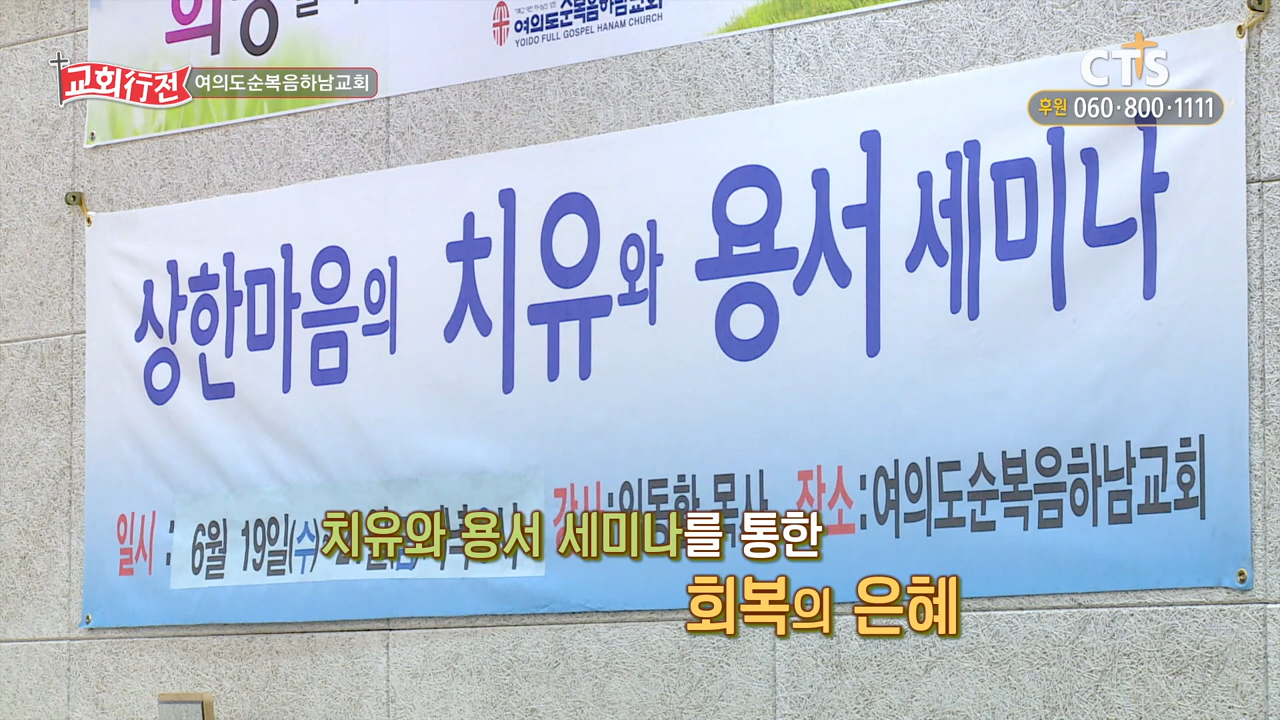 여의도순복음하남교회
YOIDO FULL GOSPEL HANAM CHURCH
교회行전 여의도순복음하남교회
CTS
후원 060·800·1111
상한마음의 치유와 용서 세미나
일시 : 6월 19일(수) 강사: 목사 장소:여의도순복음하남교회
치유와 용서 세미나를 통한
회복의 은혜